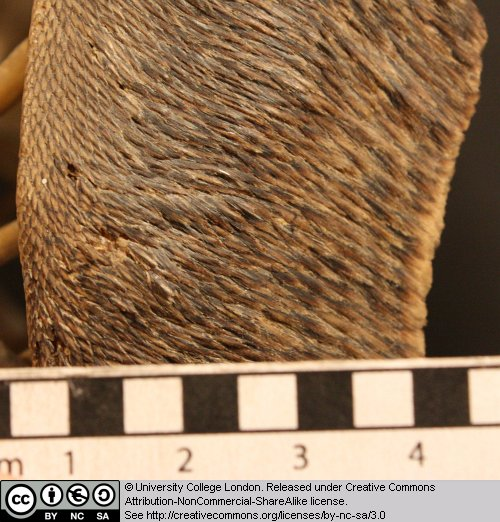 m 1 2 3 4
cc BY NC SA
© University College London. Released under Creative Commons
Attribution-NonCommercial-ShareAlike license.
See http://creativecommons.org/licenses/by-nc-sa/3.0